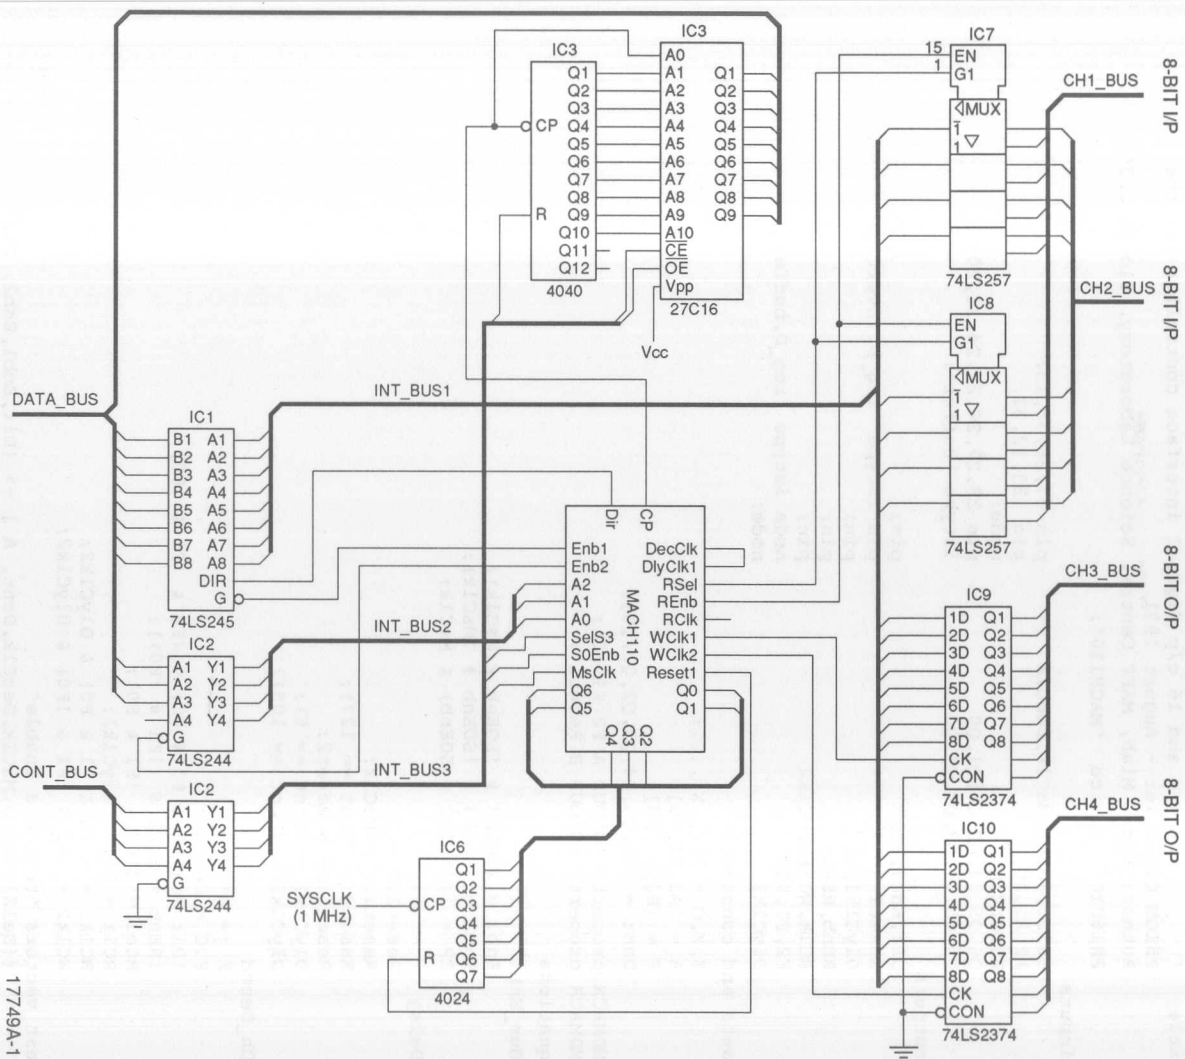 IC7
15 EN
1 G1
MUX
1
1
74LS257
CH1_BUS
8-BIT I/P
IC3
Q1
Q2
Q3
CP Q4
Q5
Q6
Q7
Q8
R Q9
Q10
Q11
Q12
4040
IC3
A0
A1 Q1
A2 Q2
A3 Q3
A4 Q4
A5 Q5
A6 Q6
A7 Q7
A8 Q8
A9 Q9
A10
CE
OE
Vpp
27C16
Vcc
CH2_BUS
8-BIT I/P
IC8
EN
G1
MUX
1
1
74LS257
DATA_BUS
INT_BUS1
IC1
B1 A1
B2 A2
B3 A3
B4 A4
B5 A5
B6 A6
B7 A7
B8 A8
DIR
G
74LS245
Dir CP
Enb1 DecClk
Enb2 DlyClk1
A2 RSel
A1 REnb
A0 RClk
SelS3 WClk1
S0Enb WClk2
MsClk Reset1
Q6 Q0
Q5 Q1
Q4 Q3 Q2
MACH110
INT_BUS2
IC2
A1 Y1
A2 Y2
A3 Y3
A4 Y4
G
74LS244
CONT_BUS
INT_BUS3
IC2
A1 Y1
A2 Y2
A3 Y3
A4 Y4
G
74LS244
SYSCLK
(1 MHz)
IC6
Q1
Q2
CP Q3
Q4
Q5
R Q6
Q7
4024
CH3_BUS
8-BIT O/P
IC9
1D Q1
2D Q2
3D Q3
4D Q4
5D Q5
6D Q6
7D Q7
8D Q8
CK
CON
74LS2374
CH4_BUS
8-BIT O/P
IC10
1D Q1
2D Q2
3D Q3
4D Q4
5D Q5
6D Q6
7D Q7
8D Q8
CK
CON
74LS2374
17749A-1